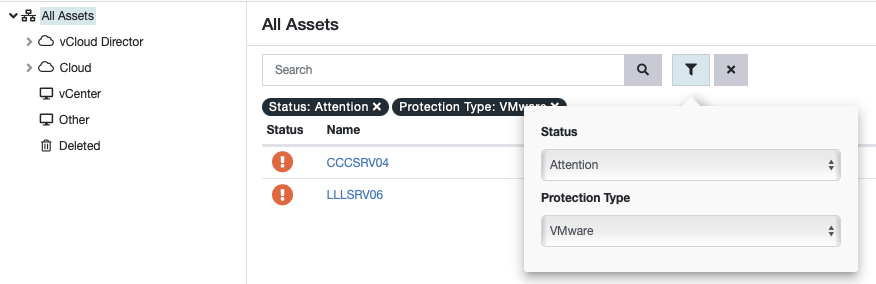 All Assets
vCloud Director
Cloud
vCenter
Other
Deleted
All Assets
Search
Status: Attention ✕ Protection Type: VMware ✕
Status Name
CCCSRV04
LLLSRV06
Status
Attention
Protection Type
VMware